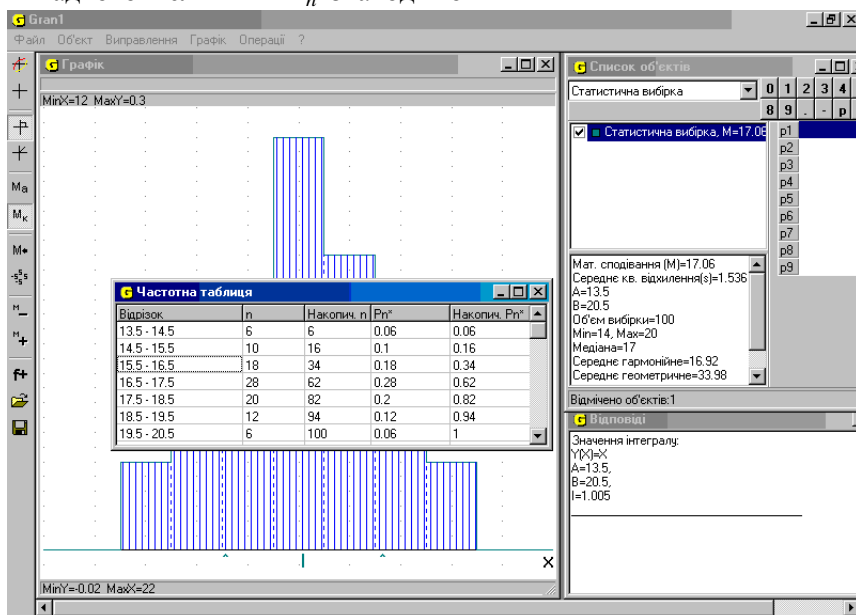 Gran1
Файл Об'єкт Виправлення Графік Операції ?
Графік
MinX=12 MaxY=0.3
Частотна таблиця
Відрізок n Накопич. n Pn* Накопич. Pn*
13.5 - 14.5 6 6 0.06 0.06
14.5 - 15.5 10 16 0.1 0.16
15.5 - 16.5 18 34 0.18 0.34
16.5 - 17.5 28 62 0.28 0.62
17.5 - 18.5 20 82 0.2 0.82
18.5 - 19.5 12 94 0.12 0.94
19.5 - 20.5 6 100 0.06 1
X
MinY=-0.02 MaxX=22
Список об'єктів
Статистична вибірка
0 1 2 3 4
8 9 . - p
Статистична вибірка, M=17.06
p1
p2
p3
p4
p5
p6
p7
p8
p9
Мат. сподівання (M)=17.06
Середнє кв. відхилення(s)=1.536
A=13.5
B=20.5
Об'єм вибірки=100
Min=14, Max=20
Медіана=17
Середнє гармонійне=16.92
Середнє геометричне=33.98
Відмічено об'єктів:1
Відповіді
Значення інтегралу:
Y(X)=X
A=13.5,
B=20.5,
I=1.005